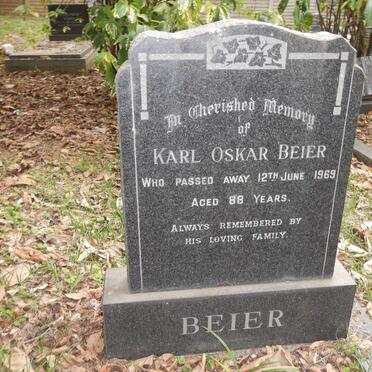 In Cherished Memory
of
KARL OSKAR BEIER
WHO PASSED AWAY 12TH JUNE 1969
AGED 88 YEARS.
ALWAYS REMEMBERED BY
HIS LOVING FAMILY.
BEIER